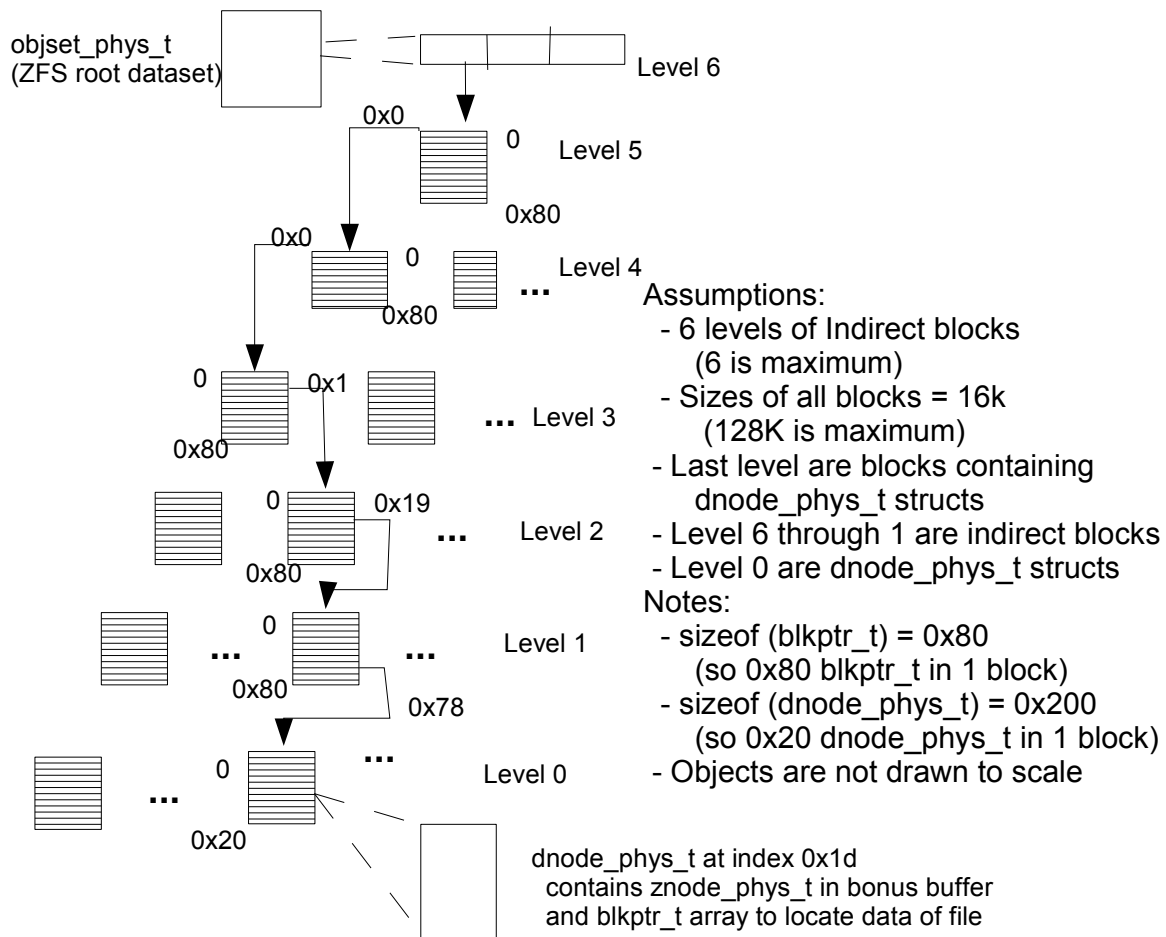 objset_phys_t
(ZFS root dataset)
Level 6
0x0
0
Level 5
0x80
0x0
0
Level 4
...
0x80
0
0x1
... Level 3
0x80
0
0x19
... Level 2
0x80
0
... ... Level 1
0x80
0x78
...
0
Level 0
...
0x20
Assumptions:
- 6 levels of Indirect blocks
(6 is maximum)
- Sizes of all blocks = 16k
(128K is maximum)
- Last level are blocks containing
dnode_phys_t structs
- Level 6 through 1 are indirect blocks
- Level 0 are dnode_phys_t structs
Notes:
- sizeof (blkptr_t) = 0x80
(so 0x80 blkptr_t in 1 block)
- sizeof (dnode_phys_t) = 0x200
(so 0x20 dnode_phys_t in 1 block)
- Objects are not drawn to scale
dnode_phys_t at index 0x1d
contains znode_phys_t in bonus buffer
and blkptr_t array to locate data of file